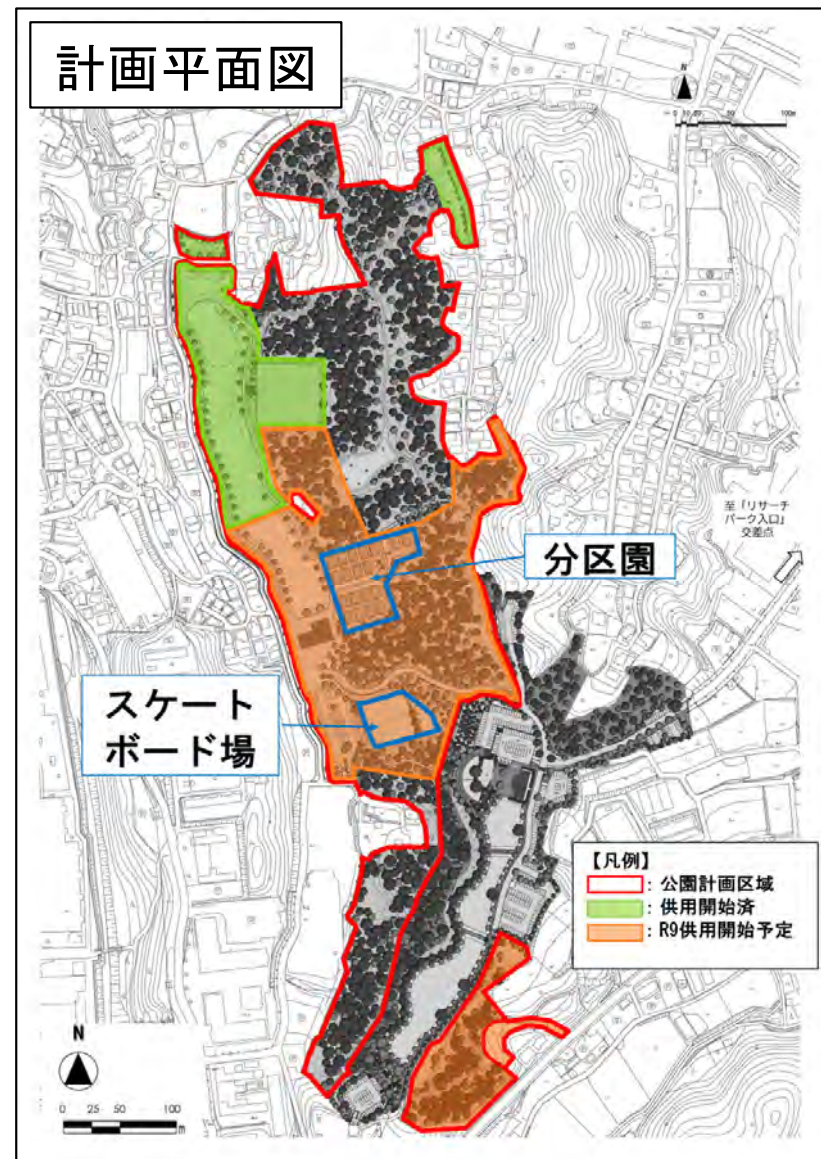 計画平面図
100m
至「リサーチ
パーク入口」
交差点
分区園
スケート
ボード場
【凡例】
：公園計画区域
：供用開始済
：R9供用開始予定
N
0 25 50 100
m